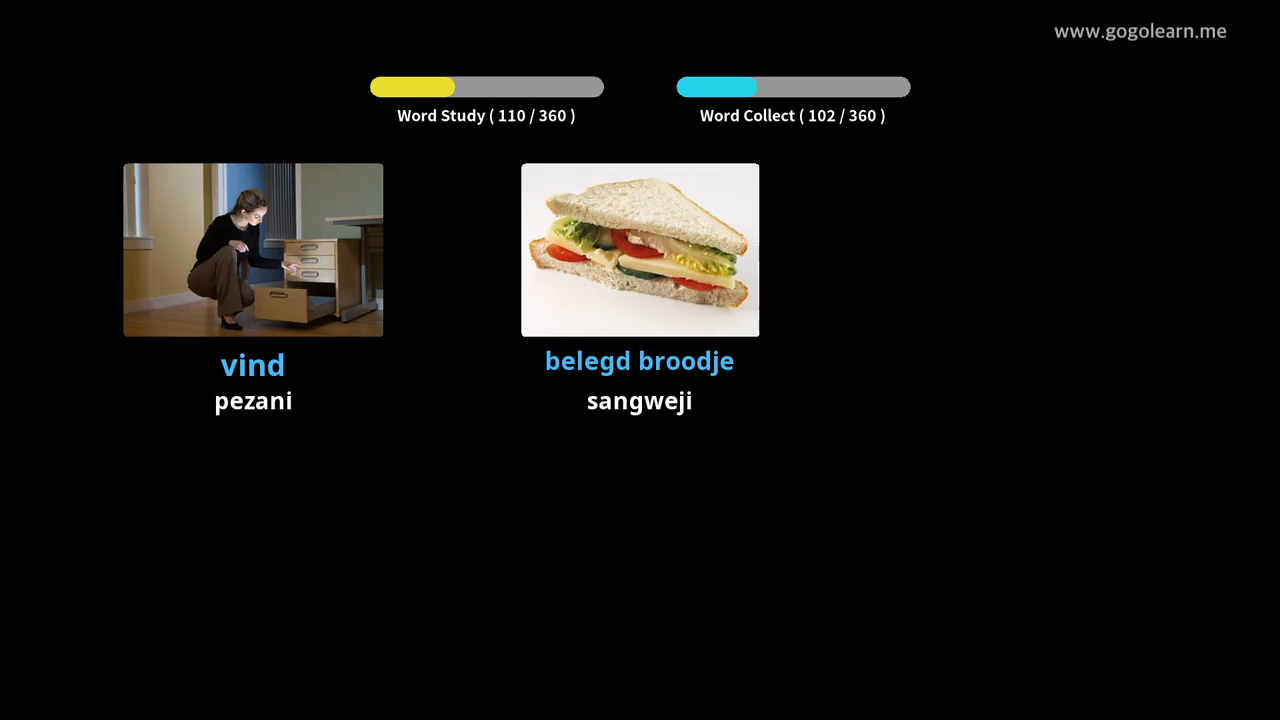 www.gogolearn.me
Word Study ( 110 / 360 )
Word Collect ( 102 / 360 )
vind
pezani
belegd broodje
sangweji